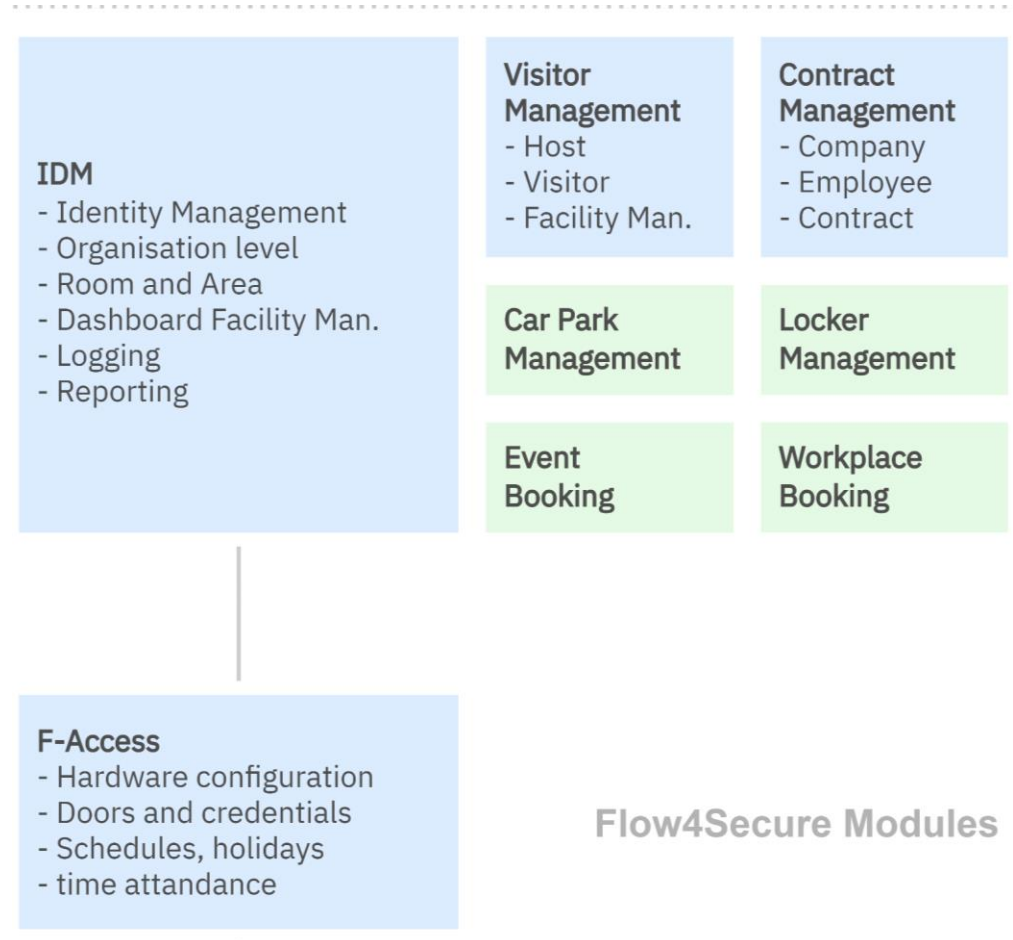 IDM
- Identity Management
- Organisation level
- Room and Area
- Dashboard Facility Man.
- Logging
- Reporting
Visitor
Management
- Host
- Visitor
- Facility Man.
Contract
Management
- Company
- Employee
- Contract
Car Park
Management
Locker
Management
Event
Booking
Workplace
Booking
F-Access
- Hardware configuration
- Doors and credentials
- Schedules, holidays
- time attandance
Flow4Secure Modules